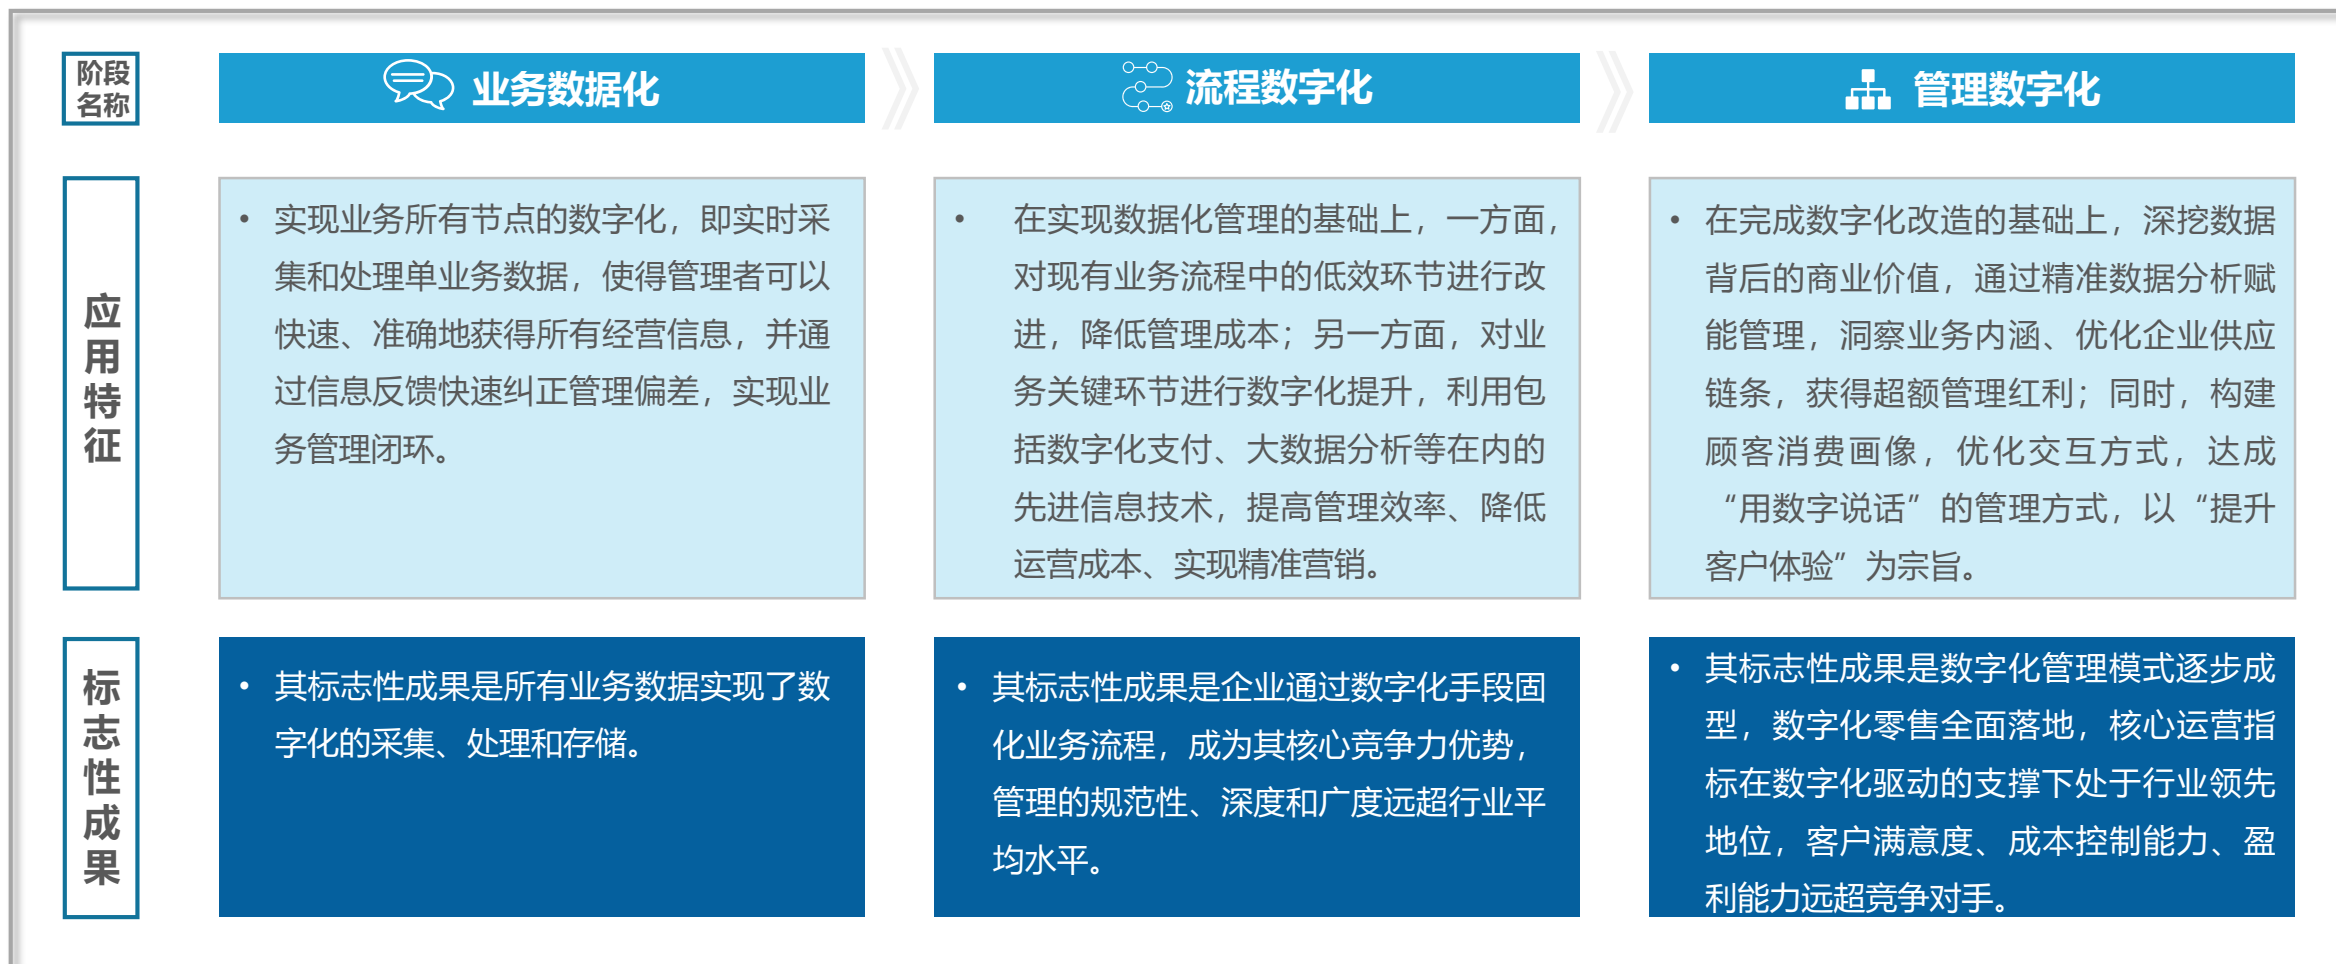 阶段
名称
业务数据化
流程数字化
管理数字化
应用特征
• 实现业务所有节点的数字化，即实时采
集和处理单业务数据，使得管理者可以
快速、准确地获得所有经营信息，并通
过信息反馈快速纠正管理偏差，实现业
务管理闭环。
• 在实现数据化管理的基础上，一方面，
对现有业务流程中的低效环节进行改
进，降低管理成本；另一方面，对业
务关键环节进行数字化提升，利用包
括数字化支付、大数据分析等在内的
先进信息技术，提高管理效率、降低
运营成本、实现精准营销。
• 在完成数字化改造的基础上，深挖数据
背后的商业价值，通过精准数据分析赋
能管理，洞察业务内涵、优化企业供应
链条，获得超额管理红利；同时，构建
顾客消费画像，优化交互方式，达成
“用数字说话”的管理方式，以“提升
客户体验”为宗旨。
标志性成果
• 其标志性成果是所有业务数据实现了数
字化的采集、处理和存储。
• 其标志性成果是企业通过数字化手段固
化业务流程，成为其核心竞争力优势，
管理的规范性、深度和广度远超行业平
均水平。
• 其标志性成果是数字化管理模式逐步成
型，数字化零售全面落地，核心运营指
标在数字化驱动的支撑下处于行业领先
地位，客户满意度、成本控制能力、盈
利能力远超竞争对手。